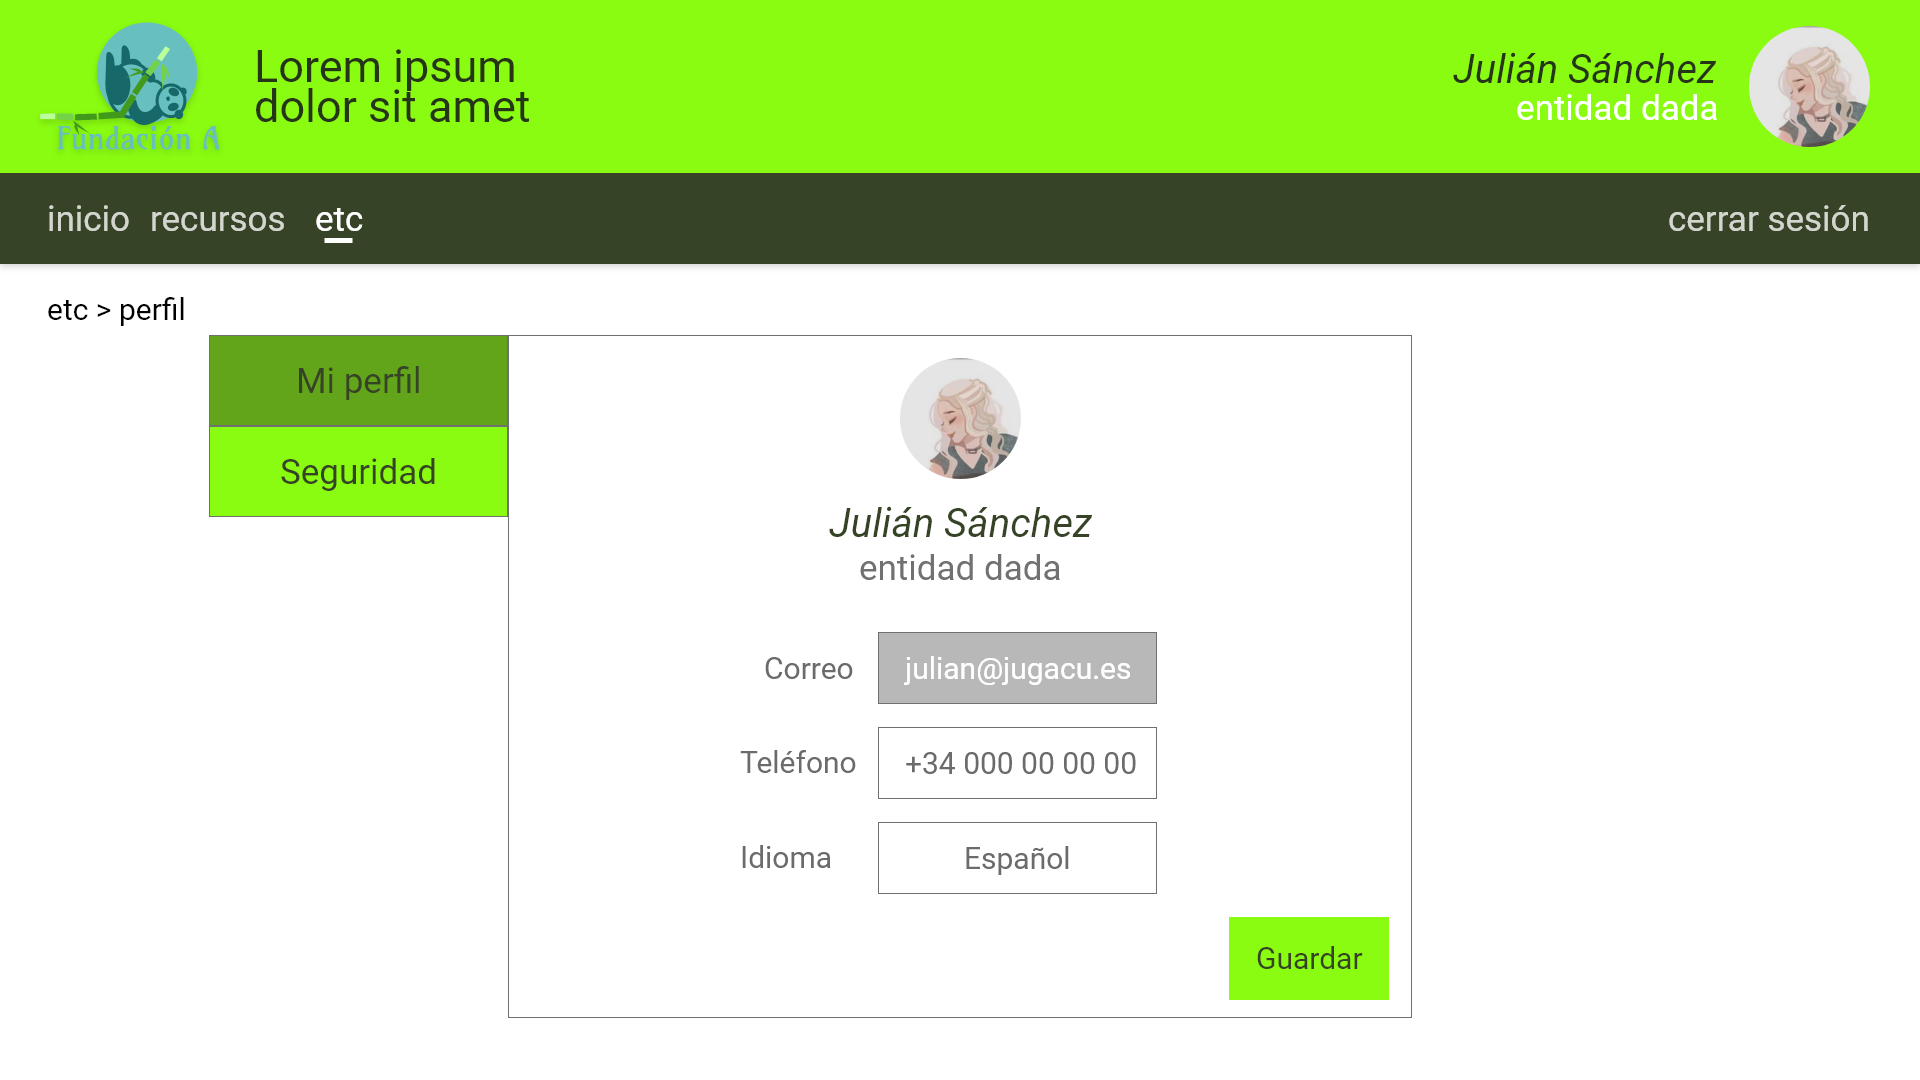 Fundación A
Lorem ipsum
dolor sit amet
Julián Sánchez
entidad dada
inicio recursos etc cerrar sesión
etc > perfil
Mi perfil
Seguridad
Julián Sánchez
entidad dada
Correo julian@jugacu.es
Teléfono +34 000 00 00 00
Idioma Español
Guardar